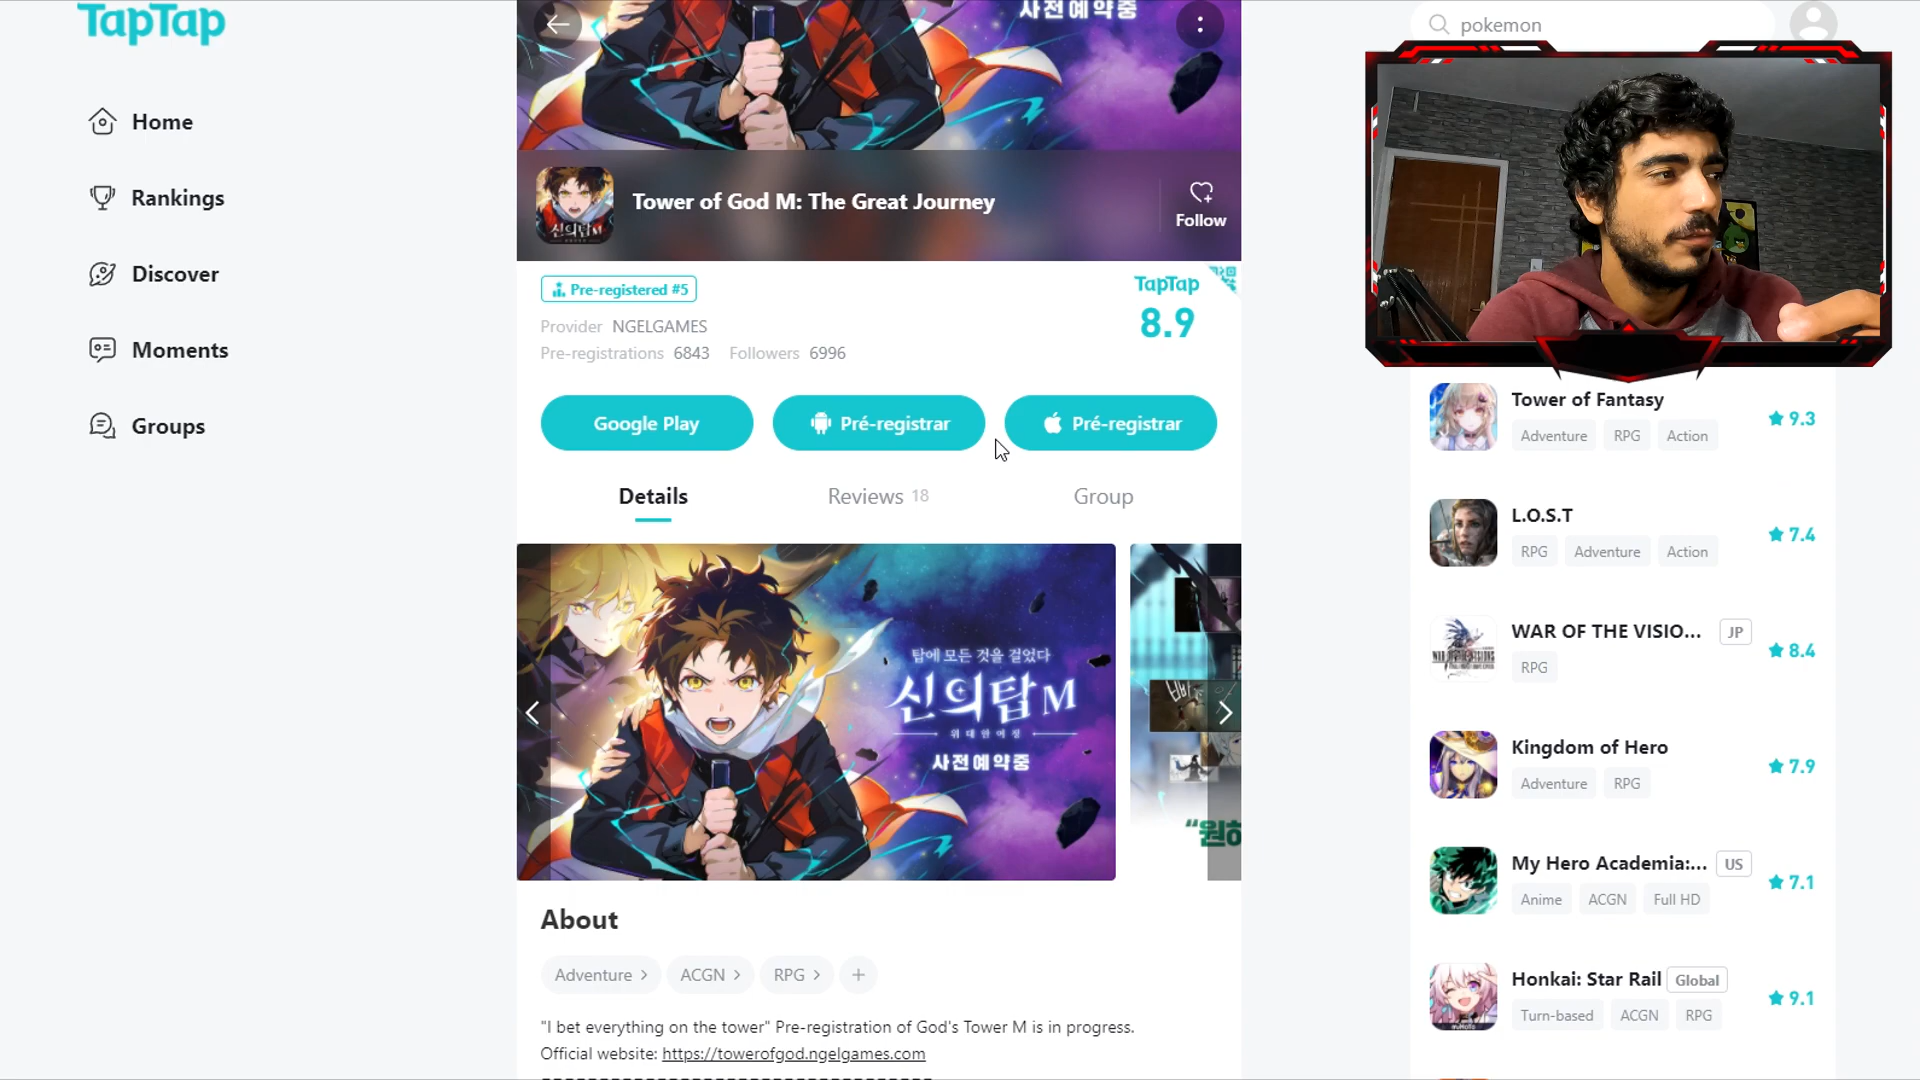 TapTap
Home
Rankings
Discover
Moments
Groups
사전예약중
Tower of God M: The Great Journey
Follow
Pre-registered #5
Provider NGELGAMES
Pre-registrations 6843 Followers 6996
TapTap
8.9
Google Play
Pré-registrar
Pré-registrar
Details
Reviews 18
Group
탑에 모든 것을 걸었다
신의탑 M
위대한여정
사전예약중
About
Adventure
ACGN
RPG
+
"I bet everything on the tower" Pre-registration of God's Tower M is in progress.
Official website: https://towerofgod.ngelgames.com
pokemon
Tower of Fantasy
Adventure RPG Action
9.3
L.O.S.T
RPG Adventure Action
7.4
WAR OF THE VISIO... JP
RPG
8.4
Kingdom of Hero
Adventure RPG
7.9
My Hero Academia:... US
Anime ACGN Full HD
7.1
Honkai: Star Rail Global
Turn-based ACGN RPG
9.1